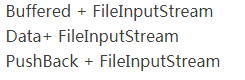 Buffered + FileInputStream
Data+ FileInputStream
PushBack + FileInputStream